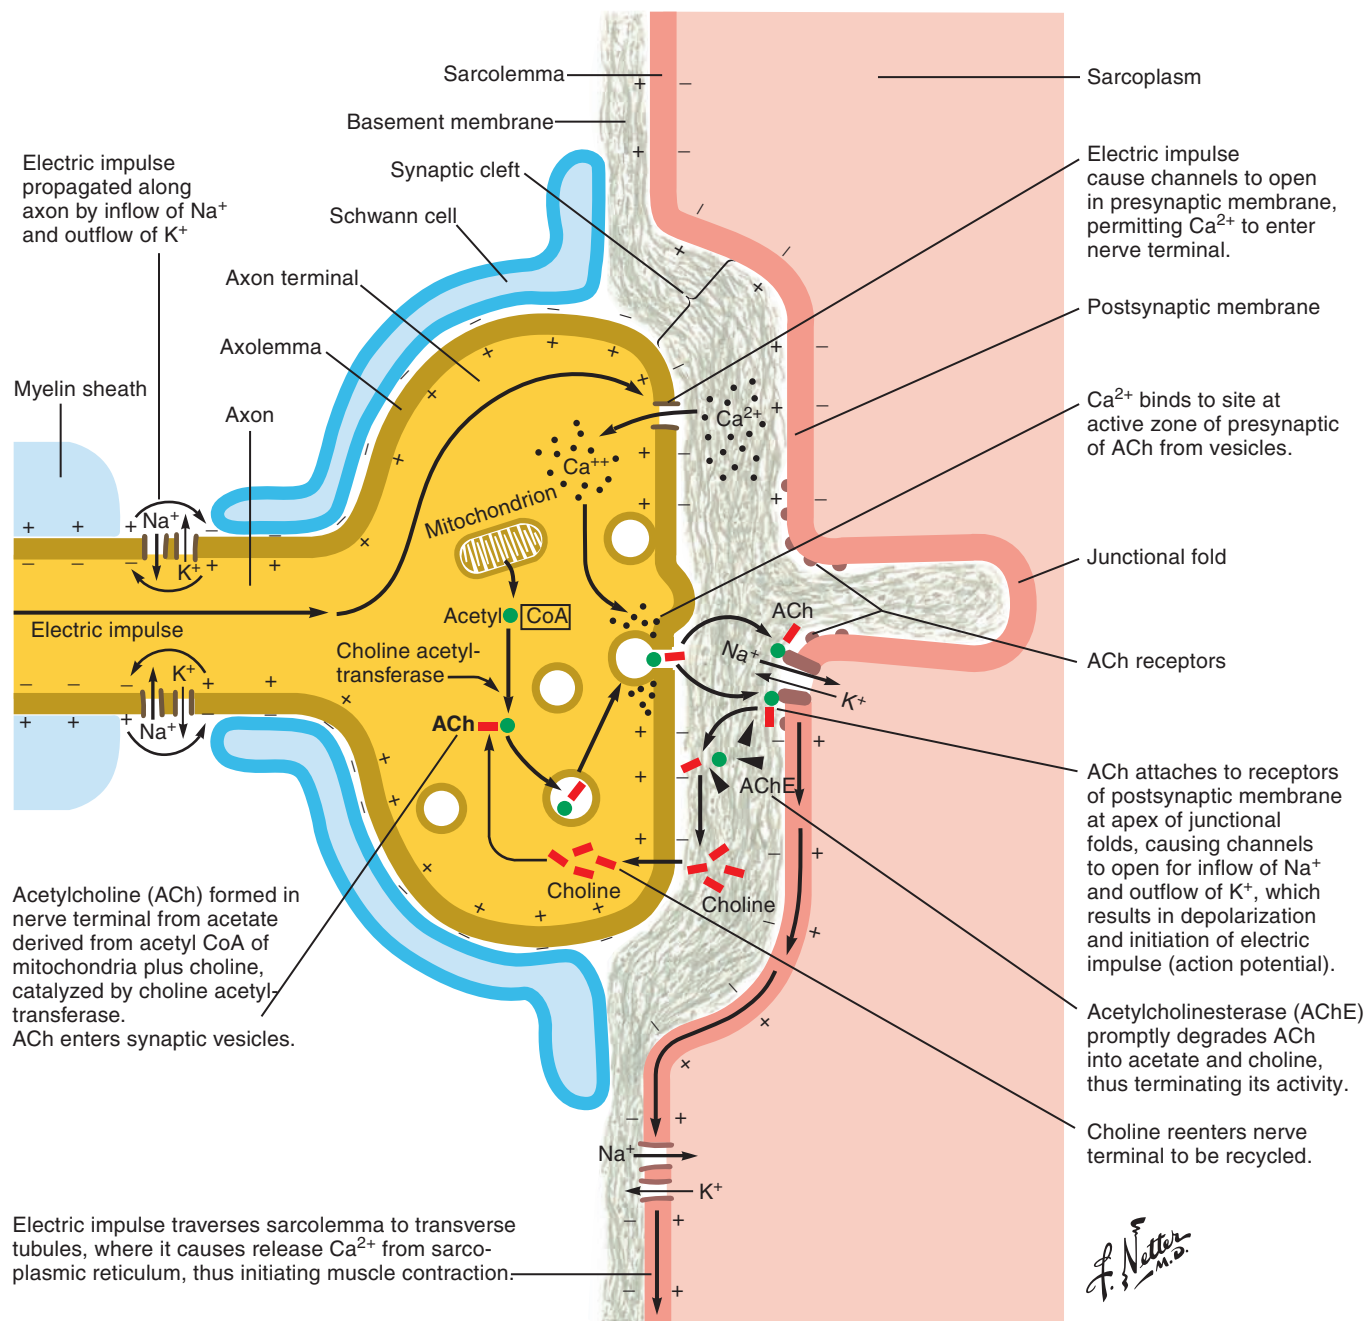 Sarcolemma
Sarcoplasm
Basement membrane
Electric impulse
cause channels to open
in presynaptic membrane,
permitting Ca²⁺ to enter
nerve terminal.
Electric impulse
propagated along
axon by inflow of Na⁺
and outflow of K⁺
Synaptic cleft
Schwann cell
Axon terminal
Postsynaptic membrane
Axolemma
Myelin sheath
Axon
Ca²⁺ binds to site at
active zone of presynaptic
of ACh from vesicles.
Ca²⁺
Ca⁺⁺
Mitochondrion
Na⁺
K⁺
Junctional fold
Acetyl CoA
ACh
Electric impulse
Choline acetyl-
transferase
Na⁺
K⁺
ACh receptors
K⁺
Na⁺
ACh
AChE
ACh attaches to receptors
of postsynaptic membrane
at apex of junctional
folds, causing channels
to open for inflow of Na⁺
and outflow of K⁺, which
results in depolarization
and initiation of electric
impulse (action potential).
Choline
Choline
Acetylcholine (ACh) formed in
nerve terminal from acetate
derived from acetyl CoA of
mitochondria plus choline,
catalyzed by choline acetyl-
transferase.
ACh enters synaptic vesicles.
Acetylcholinesterase (AChE)
promptly degrades ACh
into acetate and choline,
thus terminating its activity.
Choline reenters nerve
terminal to be recycled.
Na⁺
K⁺
Electric impulse traverses sarcolemma to transverse
tubules, where it causes release Ca²⁺ from sarco-
plasmic reticulum, thus initiating muscle contraction.
F. Netter
M.D.